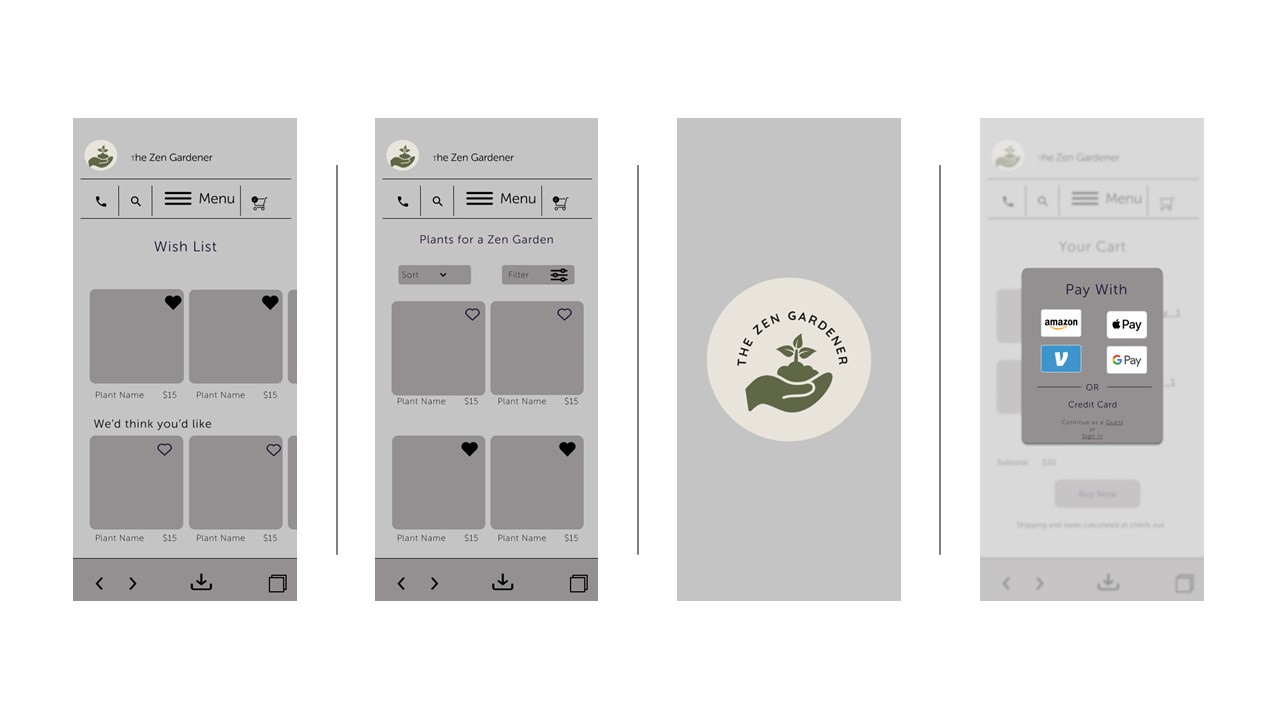 The Zen Gardener
Menu
Wish List
Plant Name $15 Plant Name $15
We'd think you'd like
Plant Name $15 Plant Name $15
The Zen Gardener
Menu
Plants for a Zen Garden
Sort Filter
Plant Name $15 Plant Name $15
Plant Name $15 Plant Name $15
THE ZEN GARDENER
The Zen Gardener
Menu
Your Cart
Pay With
amazon Pay
G Pay
OR
Credit Card
Continue as a Guest
or
Sign In
Subtotal $30
Buy Now
Shipping and taxes calculated at check out